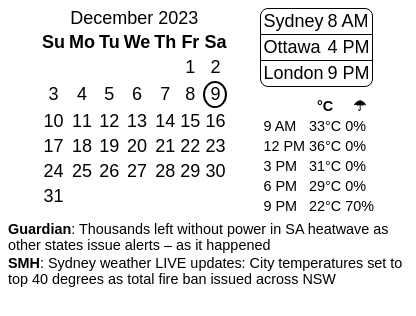 December 2023
Su Mo Tu We Th Fr Sa
1 2
3 4 5 6 7 8 9
10 11 12 13 14 15 16
17 18 19 20 21 22 23
24 25 26 27 28 29 30
31
Sydney 8 AM
Ottawa 4 PM
London 9 PM
°C ☂
9 AM 33°C 0%
12 PM 36°C 0%
3 PM 31°C 0%
6 PM 29°C 0%
9 PM 22°C 70%
Guardian: Thousands left without power in SA heatwave as
other states issue alerts – as it happened
SMH: Sydney weather LIVE updates: City temperatures set to
top 40 degrees as total fire ban issued across NSW